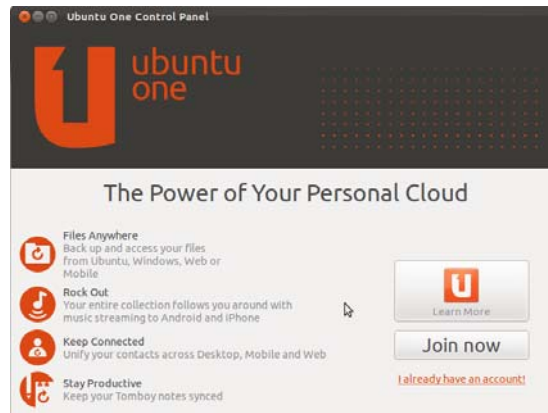 Ubuntu One Control Panel
ubuntu
one
The Power of Your Personal Cloud
Files Anywhere
Back up and access your files
from Ubuntu, Windows, Web or
Mobile
Rock Out
Your entire collection follows you around with
music streaming to Android and iPhone
Keep Connected
Unify your contacts across Desktop, Mobile and Web
Stay Productive
Keep your Tomboy notes synced
Learn More
Join now
I already have an account!